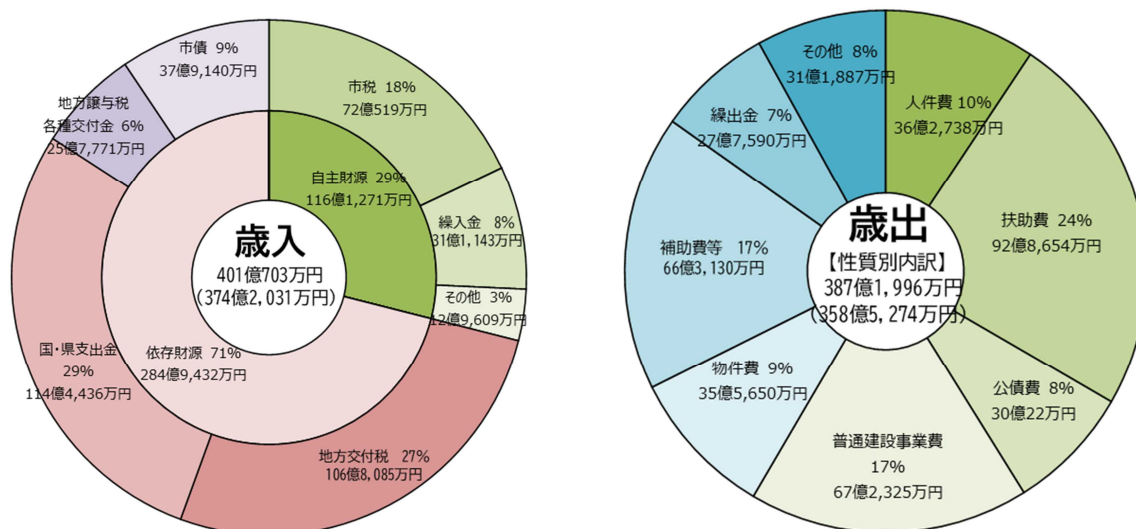 市債 9%
37億9,140万円
市税 18%
72億519万円
地方譲与税
各種交付金 6%
25億7,771万円
自主財源 29%
116億1,271万円
繰入金 8%
31億1,143万円
歳入
401億703万円
(374億2,031万円)
その他 3%
12億9,609万円
国・県支出金
29%
114億4,436万円
依存財源 71%
284億9,432万円
地方交付税 27%
106億8,085万円
その他 8%
31億1,887万円
人件費 10%
36億2,738万円
繰出金 7%
27億7,590万円
扶助費 24%
92億8,654万円
補助費等 17%
66億3,130万円
歳出
【性質別内訳】
387億1,996万円
(358億5,274万円)
物件費 9%
35億5,650万円
公債費 8%
30億22万円
普通建設事業費
17%
67億2,325万円